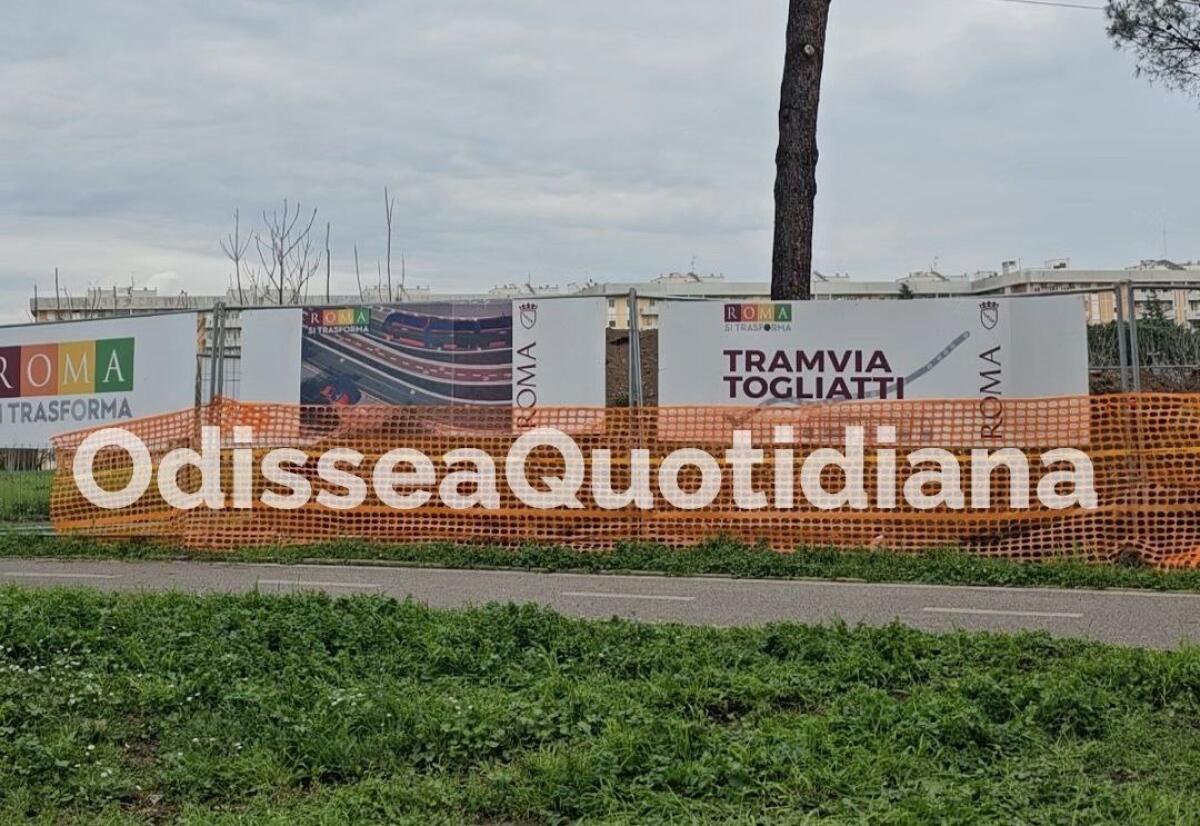 ROMA
SI TRASFORMA
ROMA
SI TRASFORMA
ROMA
ROMA
SI TRASFORMA
TRAMVIA
TOGLIATTI
ROMA
OdisseaQuotidiana